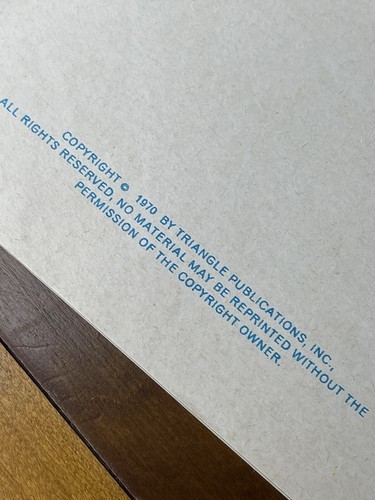 COPYRIGHT © 1970 BY TRIANGLE PUBLICATIONS, INC.,
ALL RIGHTS RESERVED, NO MATERIAL MAY BE REPRINTED WITHOUT THE
PERMISSION OF THE COPYRIGHT OWNER.